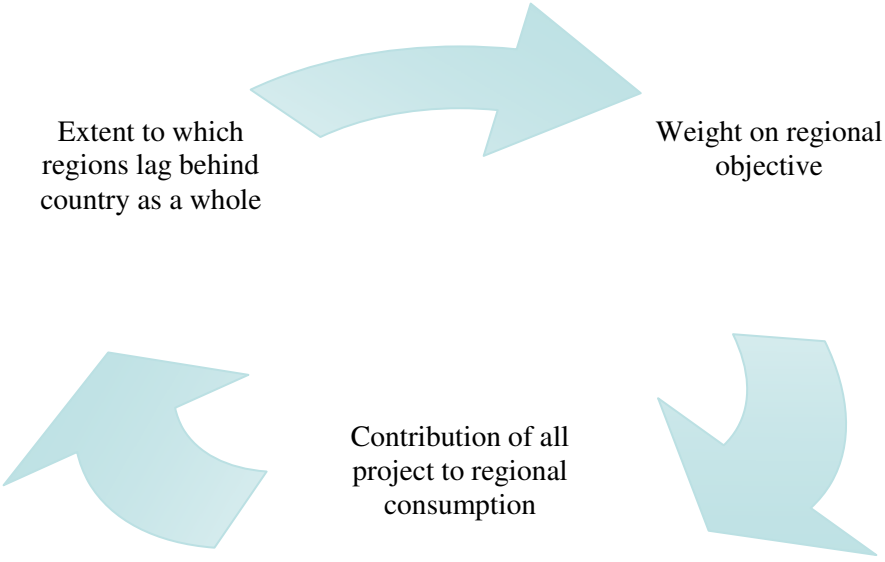 Extent to which
regions lag behind
country as a whole
Weight on regional
objective
Contribution of all
project to regional
consumption